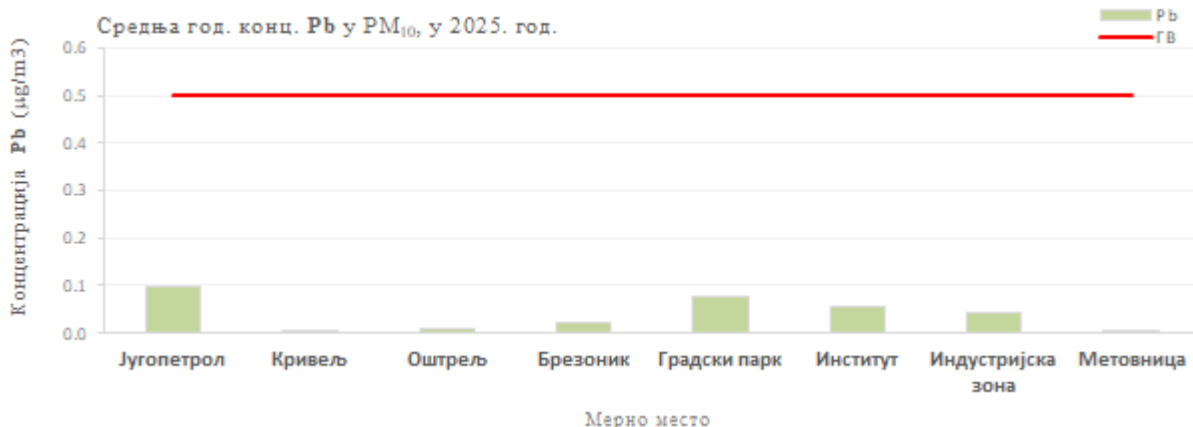 Средња год. конц. Pb у PM₁₀, у 2025. год.
Pb
ГВ
Концентрација Pb (µg/m3)
0.6
0.5
0.4
0.3
0.2
0.1
0.0
Југопетрол Кривељ Оштрељ Брезоник Градски парк Институт Индустријска зона Метовница
Мерно место